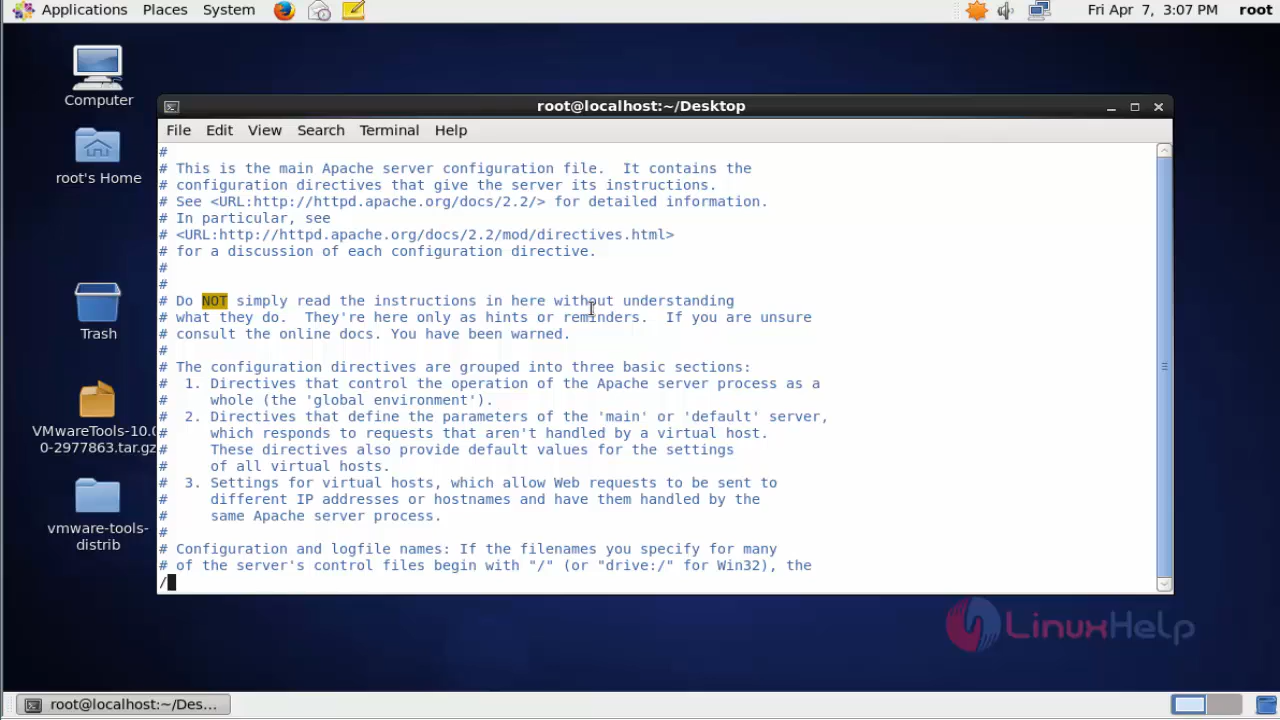 Applications Places System
Fri Apr 7, 3:07 PM root
Computer
root's Home
Trash
VMwareTools-10.0
0-2977863.tar.gz
vmware-tools-
distrib
root@localhost:~/Desktop
File Edit View Search Terminal Help
#
# This is the main Apache server configuration file.  It contains the
# configuration directives that give the server its instructions.
# See <URL:http://httpd.apache.org/docs/2.2/> for detailed information.
# In particular, see
# <URL:http://httpd.apache.org/docs/2.2/mod/directives.html>
# for a discussion of each configuration directive.
#
#
# Do NOT simply read the instructions in here without understanding
# what they do.  They're here only as hints or reminders.  If you are unsure
# consult the online docs. You have been warned.
#
# The configuration directives are grouped into three basic sections:
#  1. Directives that control the operation of the Apache server process as a
#     whole (the 'global environment').
#  2. Directives that define the parameters of the 'main' or 'default' server,
#     which responds to requests that aren't handled by a virtual host.
#     These directives also provide default values for the settings
#     of all virtual hosts.
#  3. Settings for virtual hosts, which allow Web requests to be sent to
#     different IP addresses or hostnames and have them handled by the
#     same Apache server process.
#
# Configuration and logfile names: If the filenames you specify for many
# of the server's control files begin with "/" (or "drive:/" for Win32), the
/
LinuxHelp
root@localhost:~/Des...